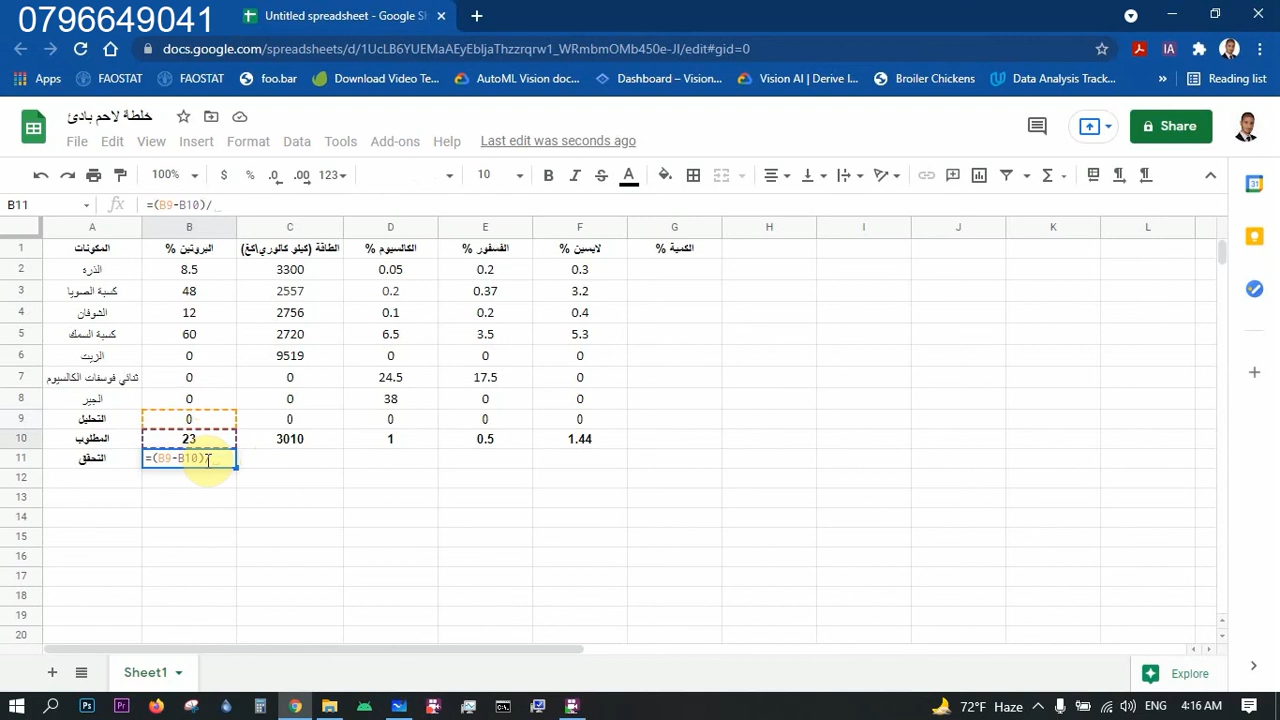 0796649041
Untitled spreadsheet - Google Sh
docs.google.com/spreadsheets/d/1UcLB6YUEMaAEyEbljaThzzrqrw1_WRmbmOMb450e-JI/edit#gid=0
Apps FAOSTAT FAOSTAT foo.bar Download Video Te... AutoML Vision doc... Dashboard – Vision... Vision AI | Derive I... Broiler Chickens Data Analysis Track... » Reading list
خلطة لاحم بادئ
File Edit View Insert Format Data Tools Add-ons Help Last edit was seconds ago
Share
100% $ % .0 .00 123 10 B I S A
B11 fx =(B9-B10)/
A B C D E F G H I J K L
1 المكونات البروتين % الطاقة (كيلو كالوري\كغ) الكالسيوم % الفسفور % لايسين % الكمية %
2 الذرة 8.5 3300 0.05 0.2 0.3
3 كسبة الصويا 48 2557 0.2 0.37 3.2
4 الشوفان 12 2756 0.1 0.2 0.4
5 كسبة السمك 60 2720 6.5 3.5 5.3
6 الزيت 0 9519 0 0 0
7 ثنائي فوسفات الكالسيوم 0 0 24.5 17.5 0
8 الجير 0 0 38 0 0
9 التحليل 0 0 0 0 0
10 المطلوب 23 3010 1 0.5 1.44
11 التحقق =(B9-B10)/
12
13
14
15
16
17
18
19
20
Sheet1 Explore
72°F Haze ENG 4:16 AM